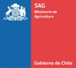 SAG
Ministerio de
Agricultura
Gobierno de Chile